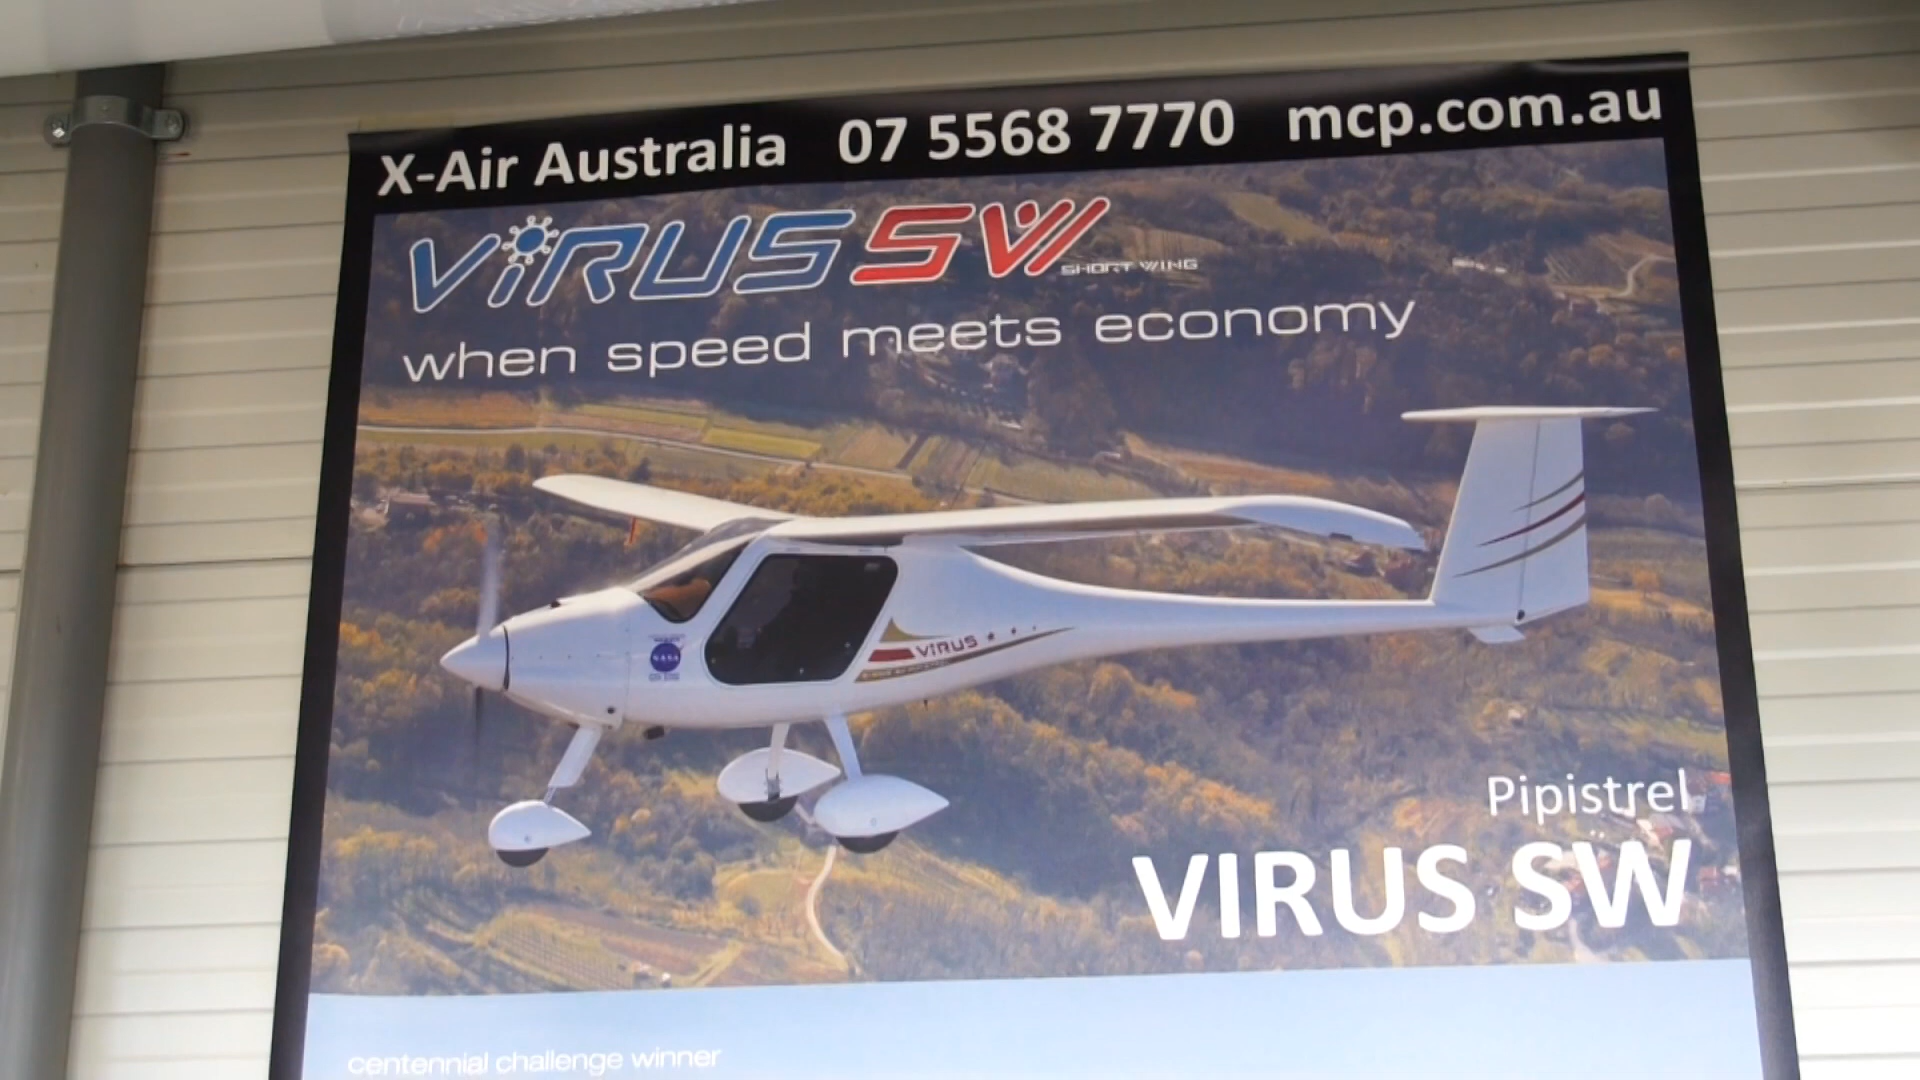 X-Air Australia 07 5568 7770 mcp.com.au
ViRUS SW SHORT WING
when speed meets economy
NASA
VIRUS
Pipistrel
VIRUS SW
centennial challenge winner